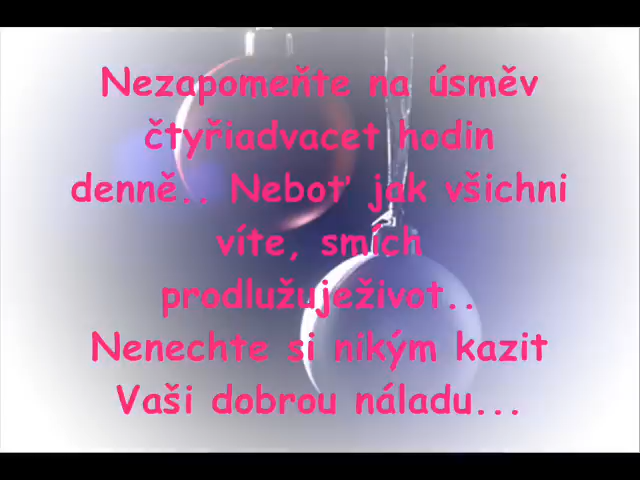 Nezapomeňte na úsměv
čtyřiadvacet hodin
denně.. Neboť jak všichni
víte, smích
prodlužuježivot..
Nenechte si nikým kazit
Vaši dobrou náladu...